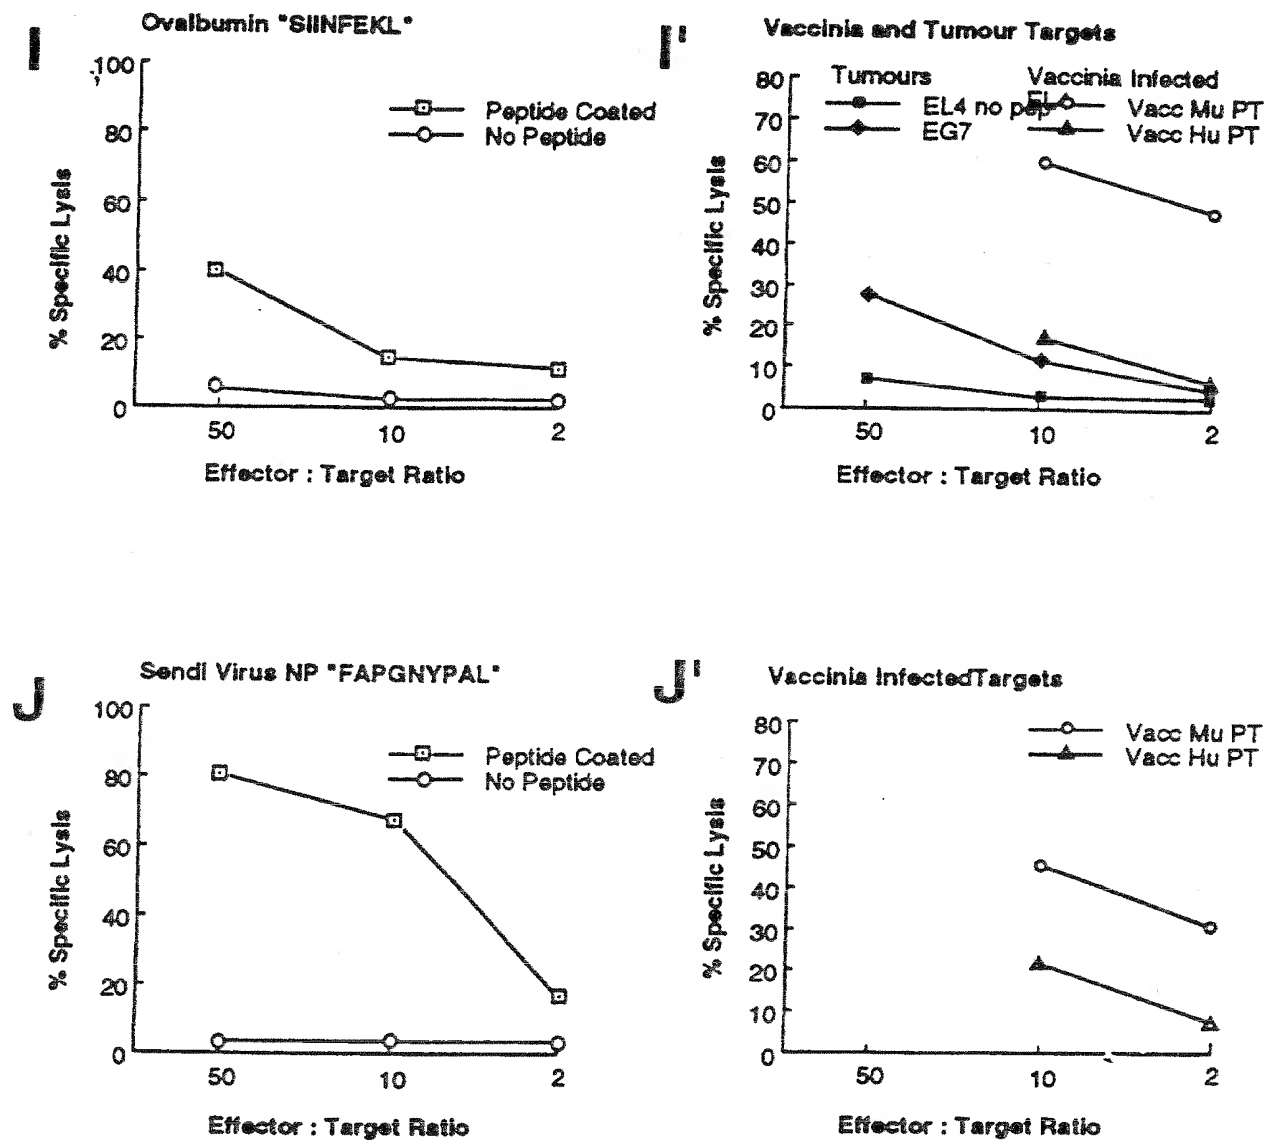 I
Ovalbumin "SIINFEKL"
% Specific Lysis
100
80
60
40
20
0
Peptide Coated
No Peptide
50 10 2
Effector : Target Ratio
I'
Vaccinia and Tumour Targets
% Specific Lysis
80
70
60
50
40
30
20
10
0
Tumours
EL4 no pep
EG7
Vaccinia Infected
Vacc Mu PT
Vacc Hu PT
50 10 2
Effector : Target Ratio
J
Sendi Virus NP "FAPGNYPAL"
% Specific Lysis
100
80
60
40
20
0
Peptide Coated
No Peptide
50 10 2
Effector : Target Ratio
J'
Vaccinia InfectedTargets
% Specific Lysis
80
70
60
50
40
30
20
10
0
Vacc Mu PT
Vacc Hu PT
50 10 2
Effector : Target Ratio